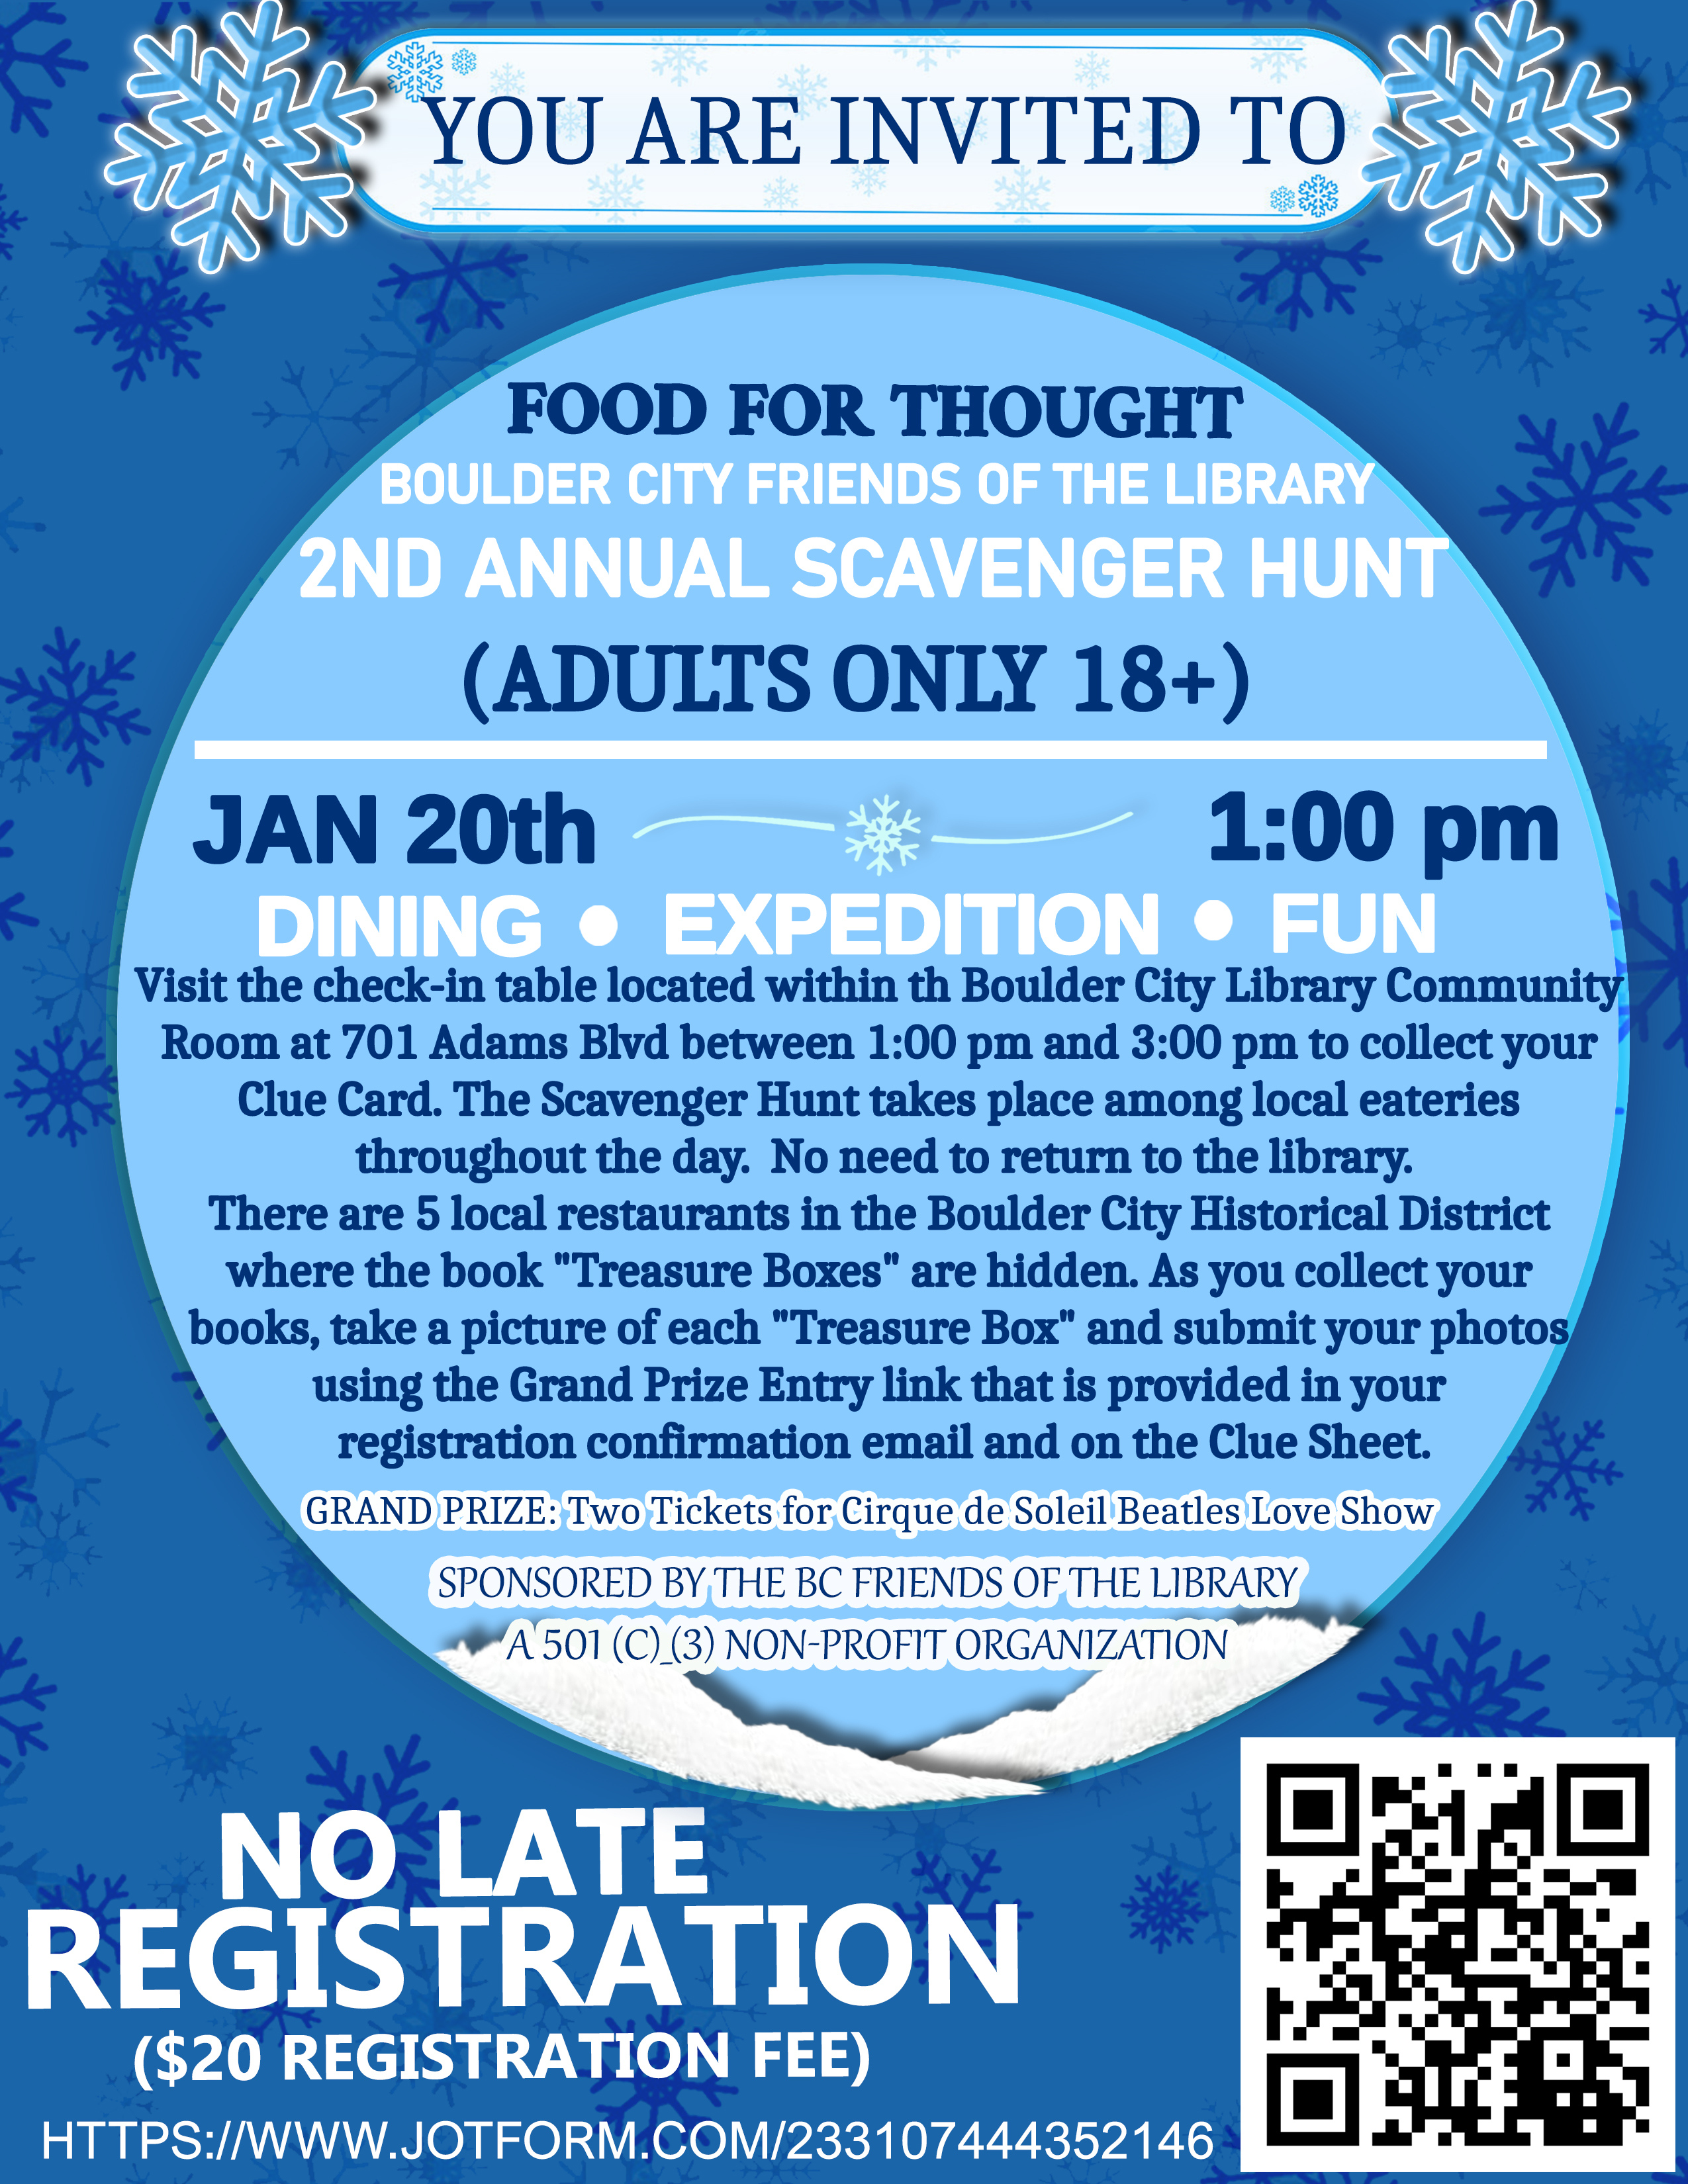 YOU ARE INVITED TO
FOOD FOR THOUGHT
BOULDER CITY FRIENDS OF THE LIBRARY
2ND ANNUAL SCAVENGER HUNT
(ADULTS ONLY 18+)
JAN 20th 1:00 pm
DINING • EXPEDITION • FUN
Visit the check-in table located within th Boulder City Library Community
Room at 701 Adams Blvd between 1:00 pm and 3:00 pm to collect your
Clue Card. The Scavenger Hunt takes place among local eateries
throughout the day. No need to return to the library.
There are 5 local restaurants in the Boulder City Historical District
where the book "Treasure Boxes" are hidden. As you collect your
books, take a picture of each "Treasure Box" and submit your photos
using the Grand Prize Entry link that is provided in your
registration confirmation email and on the Clue Sheet.
GRAND PRIZE: Two Tickets for Cirque de Soleil Beatles Love Show
SPONSORED BY THE BC FRIENDS OF THE LIBRARY
A 501 (C)_(3) NON-PROFIT ORGANIZATION
NO LATE
REGISTRATION
($20 REGISTRATION FEE)
HTTPS://WWW.JOTFORM.COM/233107444352146